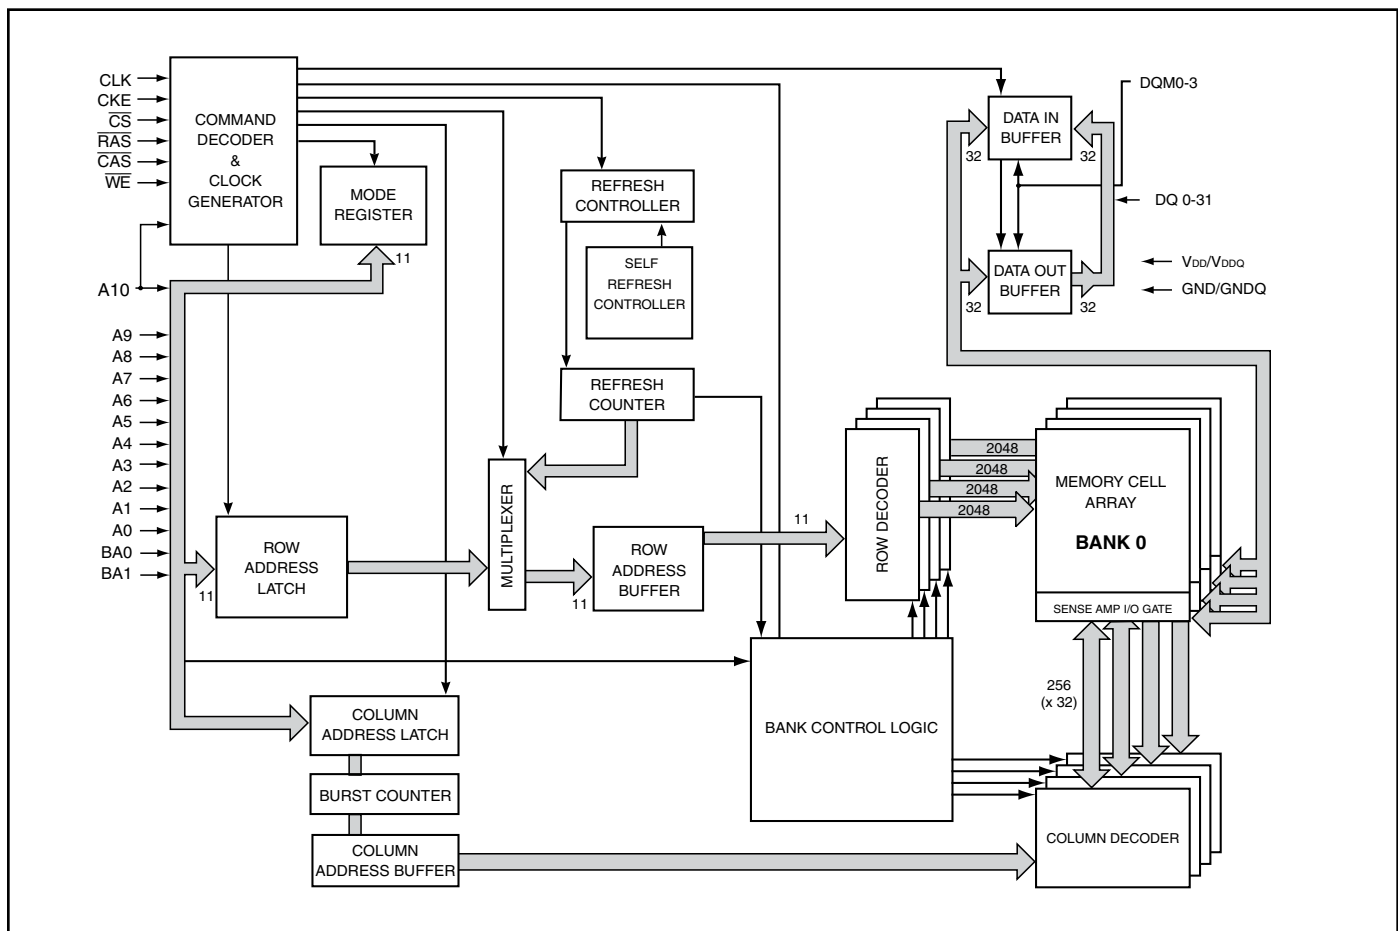 CLK
CKE
CS
RAS
CAS
WE
COMMAND
DECODER
&
CLOCK
GENERATOR
MODE
REGISTER
11
A10
A9
A8
A7
A6
A5
A4
A3
A2
A1
A0
BA0
BA1
11
ROW
ADDRESS
LATCH
REFRESH
CONTROLLER
SELF
REFRESH
CONTROLLER
REFRESH
COUNTER
MULTIPLEXER
11
ROW
ADDRESS
BUFFER
11
COLUMN
ADDRESS LATCH
BURST COUNTER
COLUMN
ADDRESS BUFFER
BANK CONTROL LOGIC
DATA IN
BUFFER
32
32
DQM0-3
DQ 0-31
DATA OUT
BUFFER
32
32
VDD/VDDQ
GND/GNDQ
ROW DECODER
2048
2048
2048
2048
MEMORY CELL
ARRAY
BANK 0
SENSE AMP I/O GATE
256
(x 32)
COLUMN DECODER